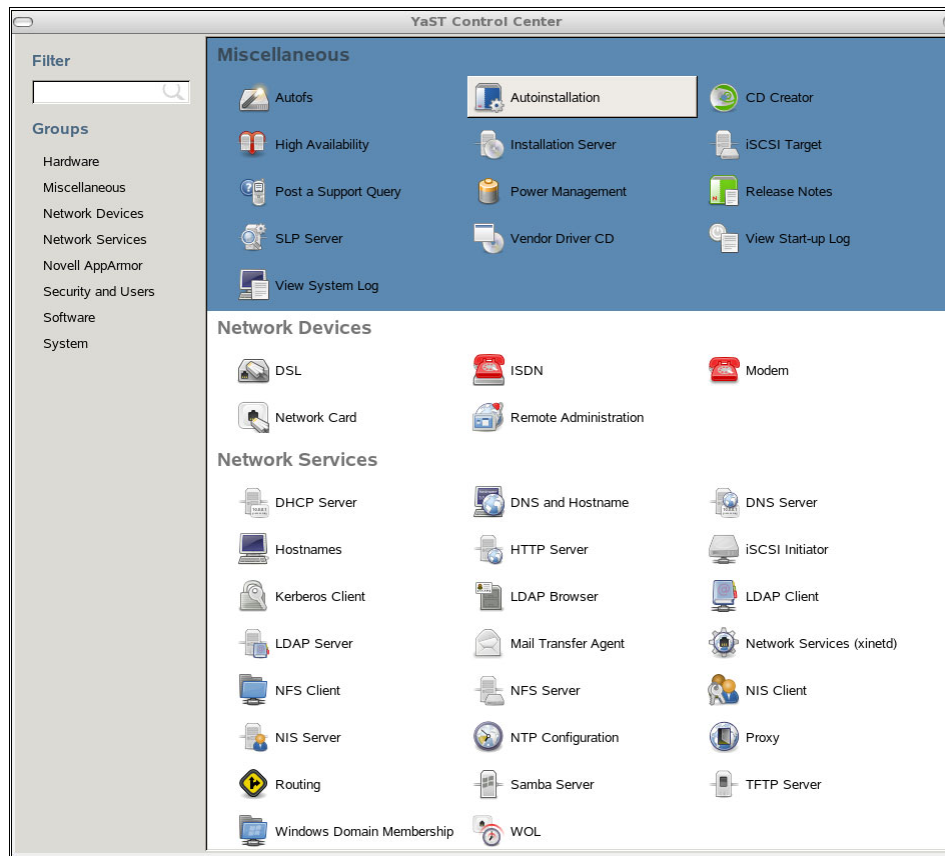 YaST Control Center
Filter
Groups
Hardware
Miscellaneous
Network Devices
Network Services
Novell AppArmor
Security and Users
Software
System
Miscellaneous
Autofs
Autoinstallation
CD Creator
High Availability
Installation Server
iSCSI Target
Post a Support Query
Power Management
Release Notes
SLP Server
Vendor Driver CD
View Start-up Log
View System Log
Network Devices
DSL
ISDN
Modem
Network Card
Remote Administration
Network Services
DHCP Server
DNS and Hostname
DNS Server
Hostnames
HTTP Server
iSCSI Initiator
Kerberos Client
LDAP Browser
LDAP Client
LDAP Server
Mail Transfer Agent
Network Services (xinetd)
NFS Client
NFS Server
NIS Client
NIS Server
NTP Configuration
Proxy
Routing
Samba Server
TFTP Server
Windows Domain Membership
WOL